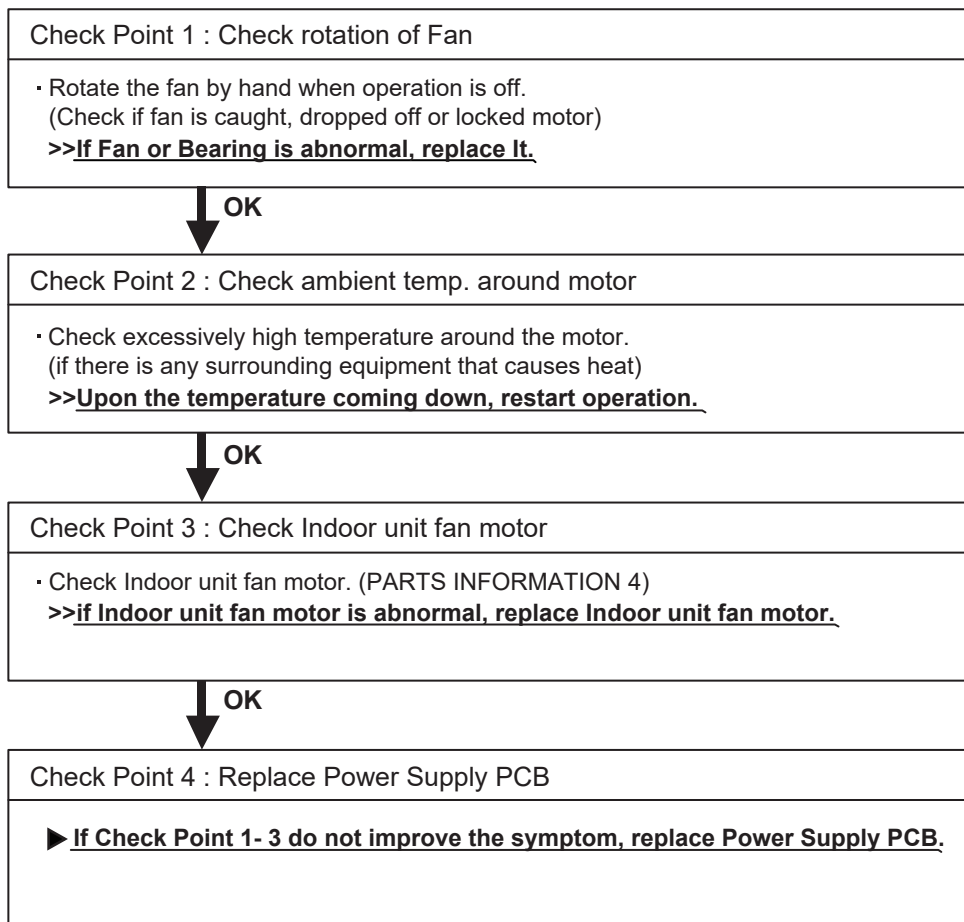 Check Point 1 : Check rotation of Fan
· Rotate the fan by hand when operation is off.
(Check if fan is caught, dropped off or locked motor)
>>If Fan or Bearing is abnormal, replace It.
OK
Check Point 2 : Check ambient temp. around motor
· Check excessively high temperature around the motor.
(if there is any surrounding equipment that causes heat)
>>Upon the temperature coming down, restart operation.
OK
Check Point 3 : Check Indoor unit fan motor
· Check Indoor unit fan motor. (PARTS INFORMATION 4)
>>if Indoor unit fan motor is abnormal, replace Indoor unit fan motor.
OK
Check Point 4 : Replace Power Supply PCB
▶ If Check Point 1- 3 do not improve the symptom, replace Power Supply PCB.